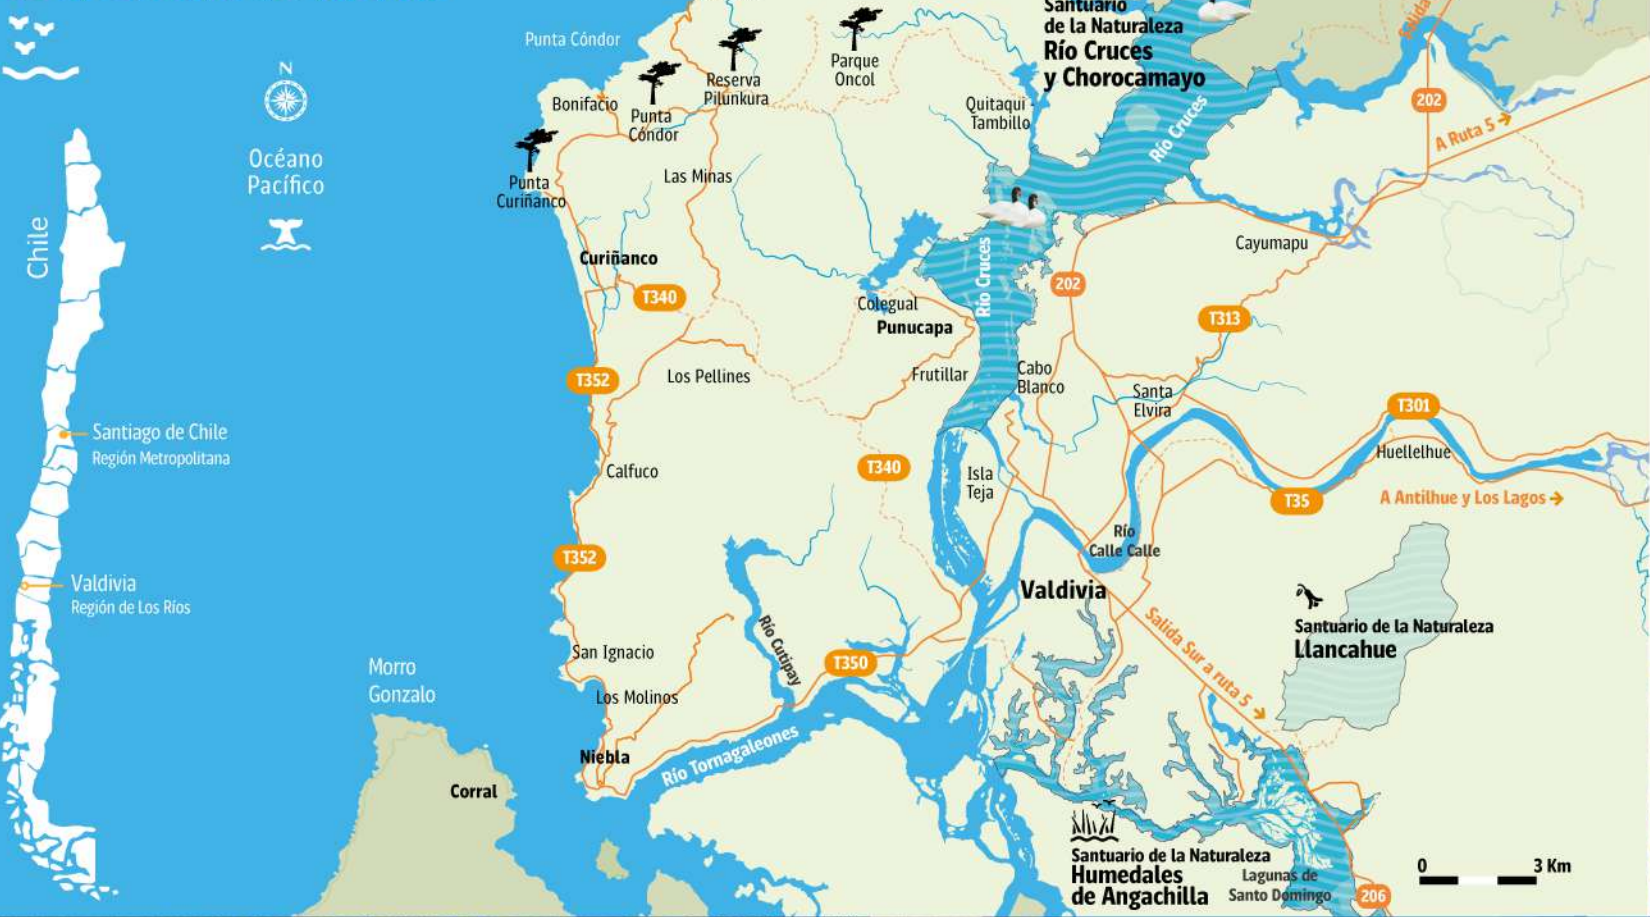 Santuario
de la Naturaleza
Río Cruces
y Chorocamayo
Salida
Punta Cóndor
N
Parque
Oncol
Reserva
Pilunkura
Bonifacio
Punta
Cóndor
Quitaqui
Tambillo
Río Cruces
202
A Ruta 5
Océano
Pacífico
Punta
Curiñanco
Las Minas
Chile
Curiñanco
Cayumapu
Río Cruces
T340
202
Colegual
Punucapa
T313
T352
Los Pellines
Frutillar
Cabo
Blanco
Santa
Elvira
T301
Santiago de Chile
Región Metropolitana
Calfuco
T340
Isla
Teja
Huellelhue
T35
A Antilhue y Los Lagos
T352
Río
Calle Calle
Valdivia
Región de Los Ríos
Valdivia
Salida Sur a ruta 5
Santuario de la Naturaleza
Llancahue
San Ignacio
Río Cutipay
T350
Morro
Gonzalo
Los Molinos
Niebla
Río Tornagaleones
Corral
Santuario de la Naturaleza
Humedales
de Angachilla
Lagunas de
Santo Domingo
206
0 3 Km